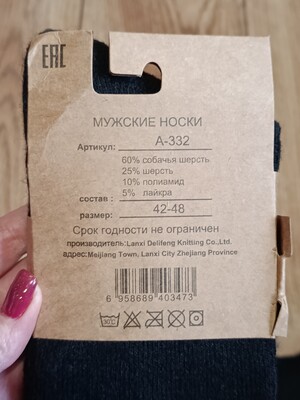 EAC
МУЖСКИЕ НОСКИ
Артикул: А-332
60% собачья шерсть
25% шерсть
10% полиамид
состав : 5% лайкра
размер: 42-48
Срок годности не ограничен
производитель:Lanxi Delifeng Knitting Co.,Ltd.
адрес:Meijiang Town, Lanxi City Zhejiang Province
6 958689 403473